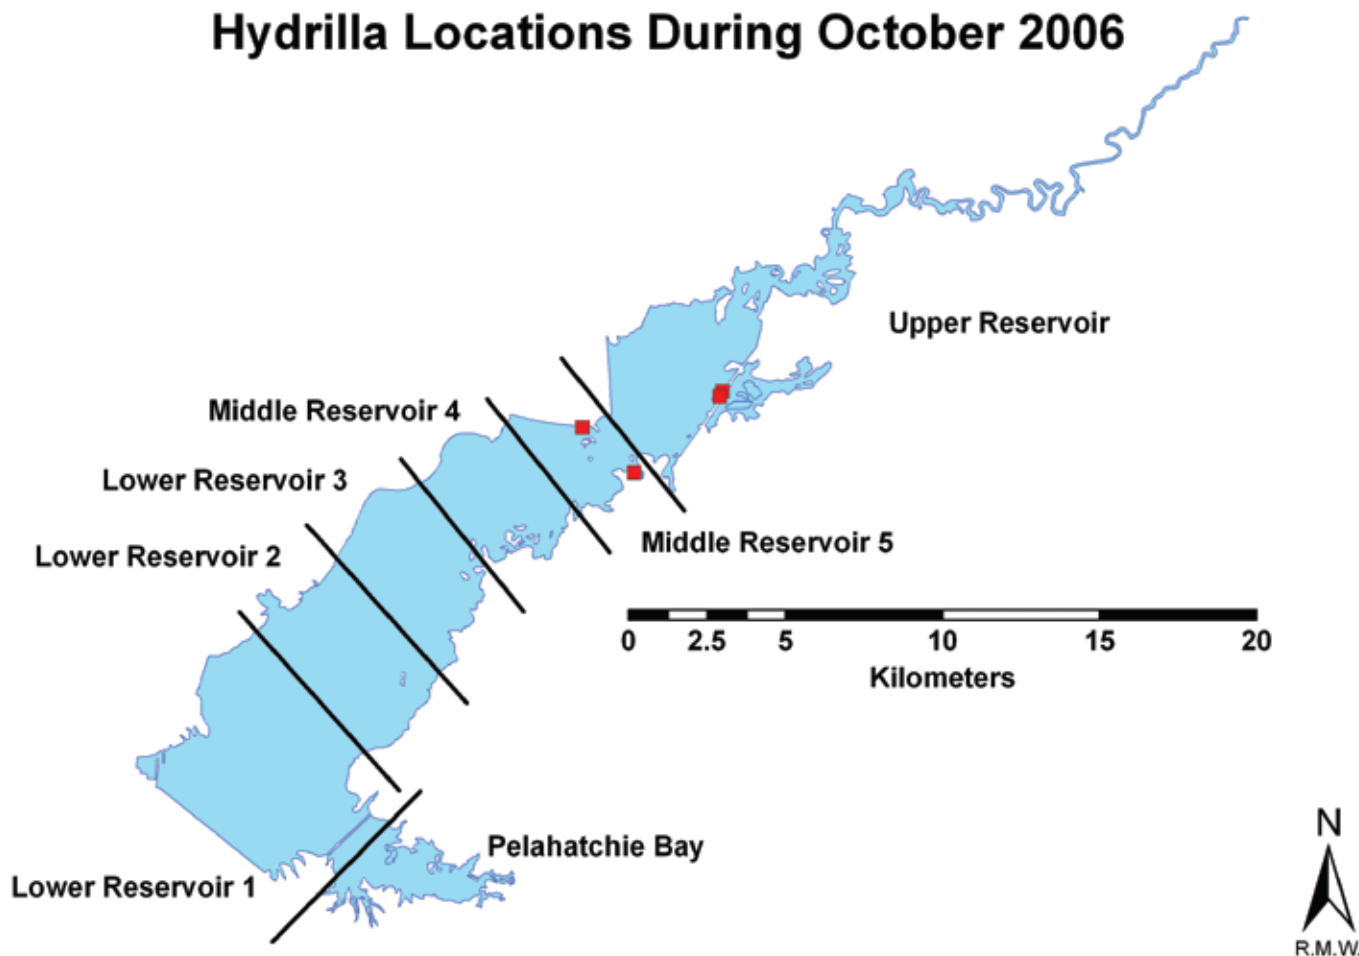 Hydrilla Locations During October 2006
Upper Reservoir
Middle Reservoir 4
Lower Reservoir 3
Lower Reservoir 2
Middle Reservoir 5
0 2.5 5 10 15 20
Kilometers
Pelahatchie Bay
Lower Reservoir 1
N
R.M.W.